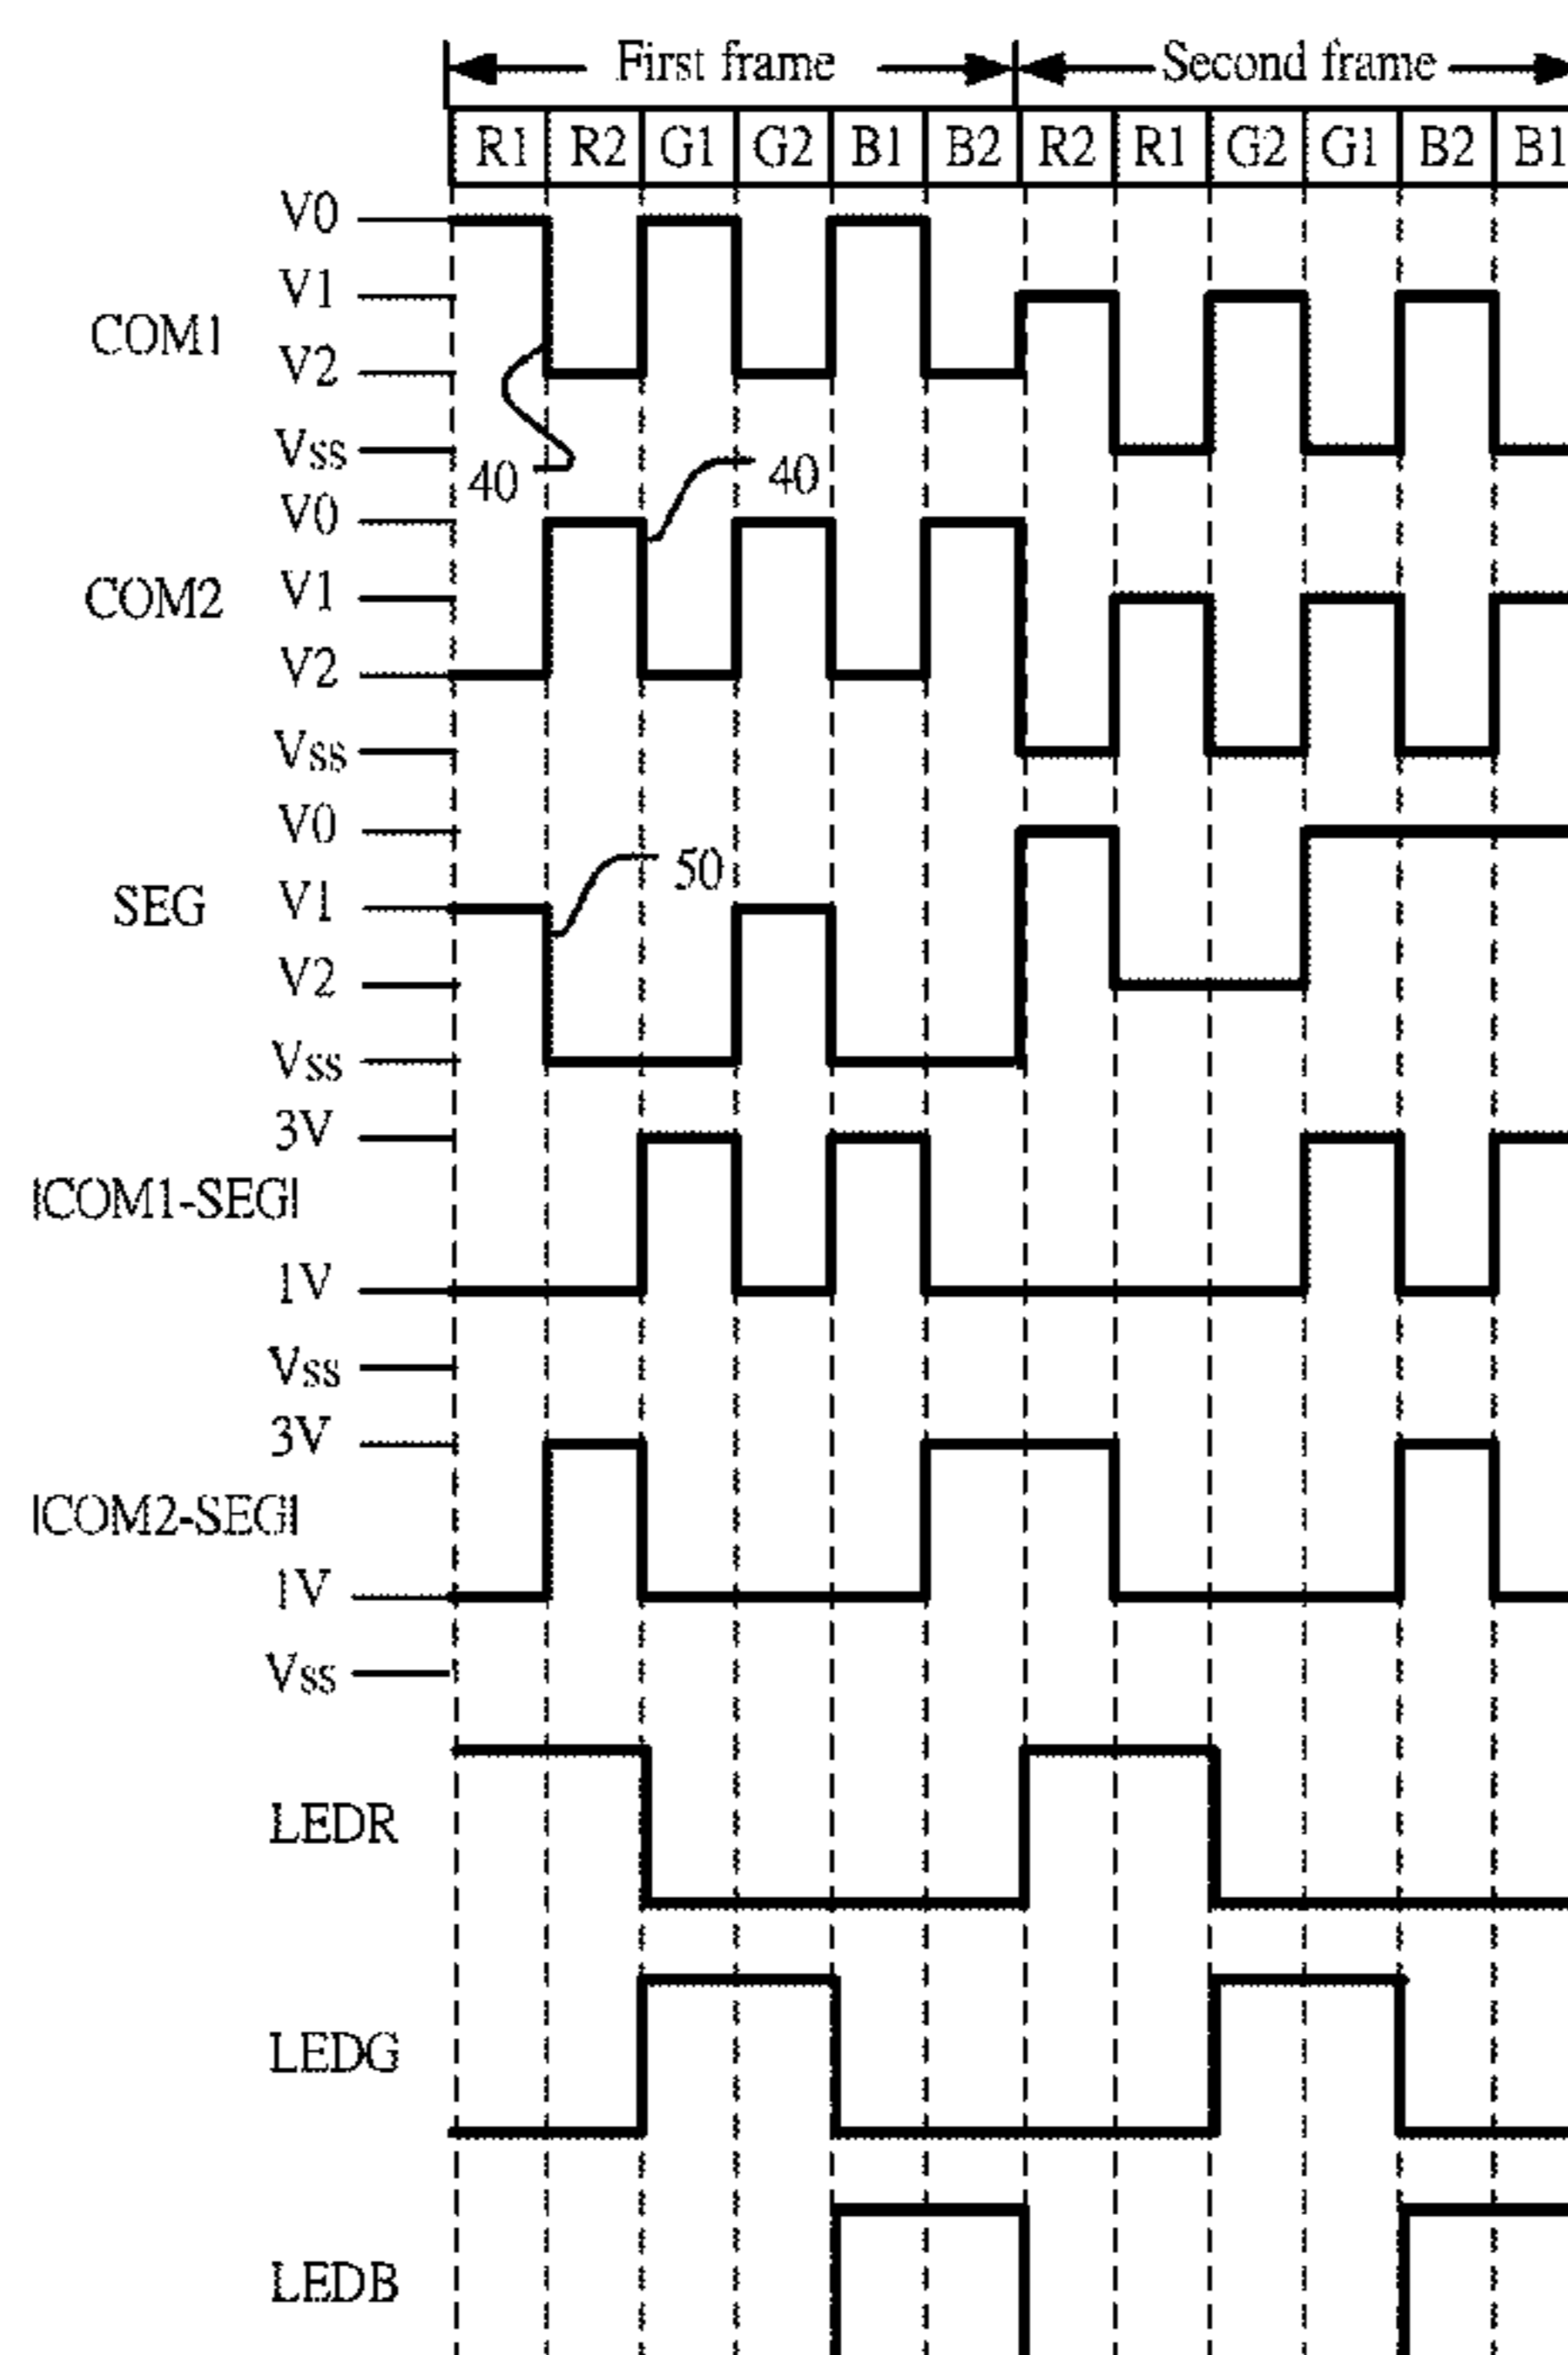 First frame Second frame
R1 R2 G1 G2 B1 B2 R2 R1 G2 G1 B2 B1
V0
V1
COM1
V2
Vss
40
40
V0
V1
COM2
V2
Vss
V0
50
V1
SEG
V2
Vss
3V
|COM1-SEG|
1V
Vss
3V
|COM2-SEG|
1V
Vss
LEDR
LEDG
LEDB